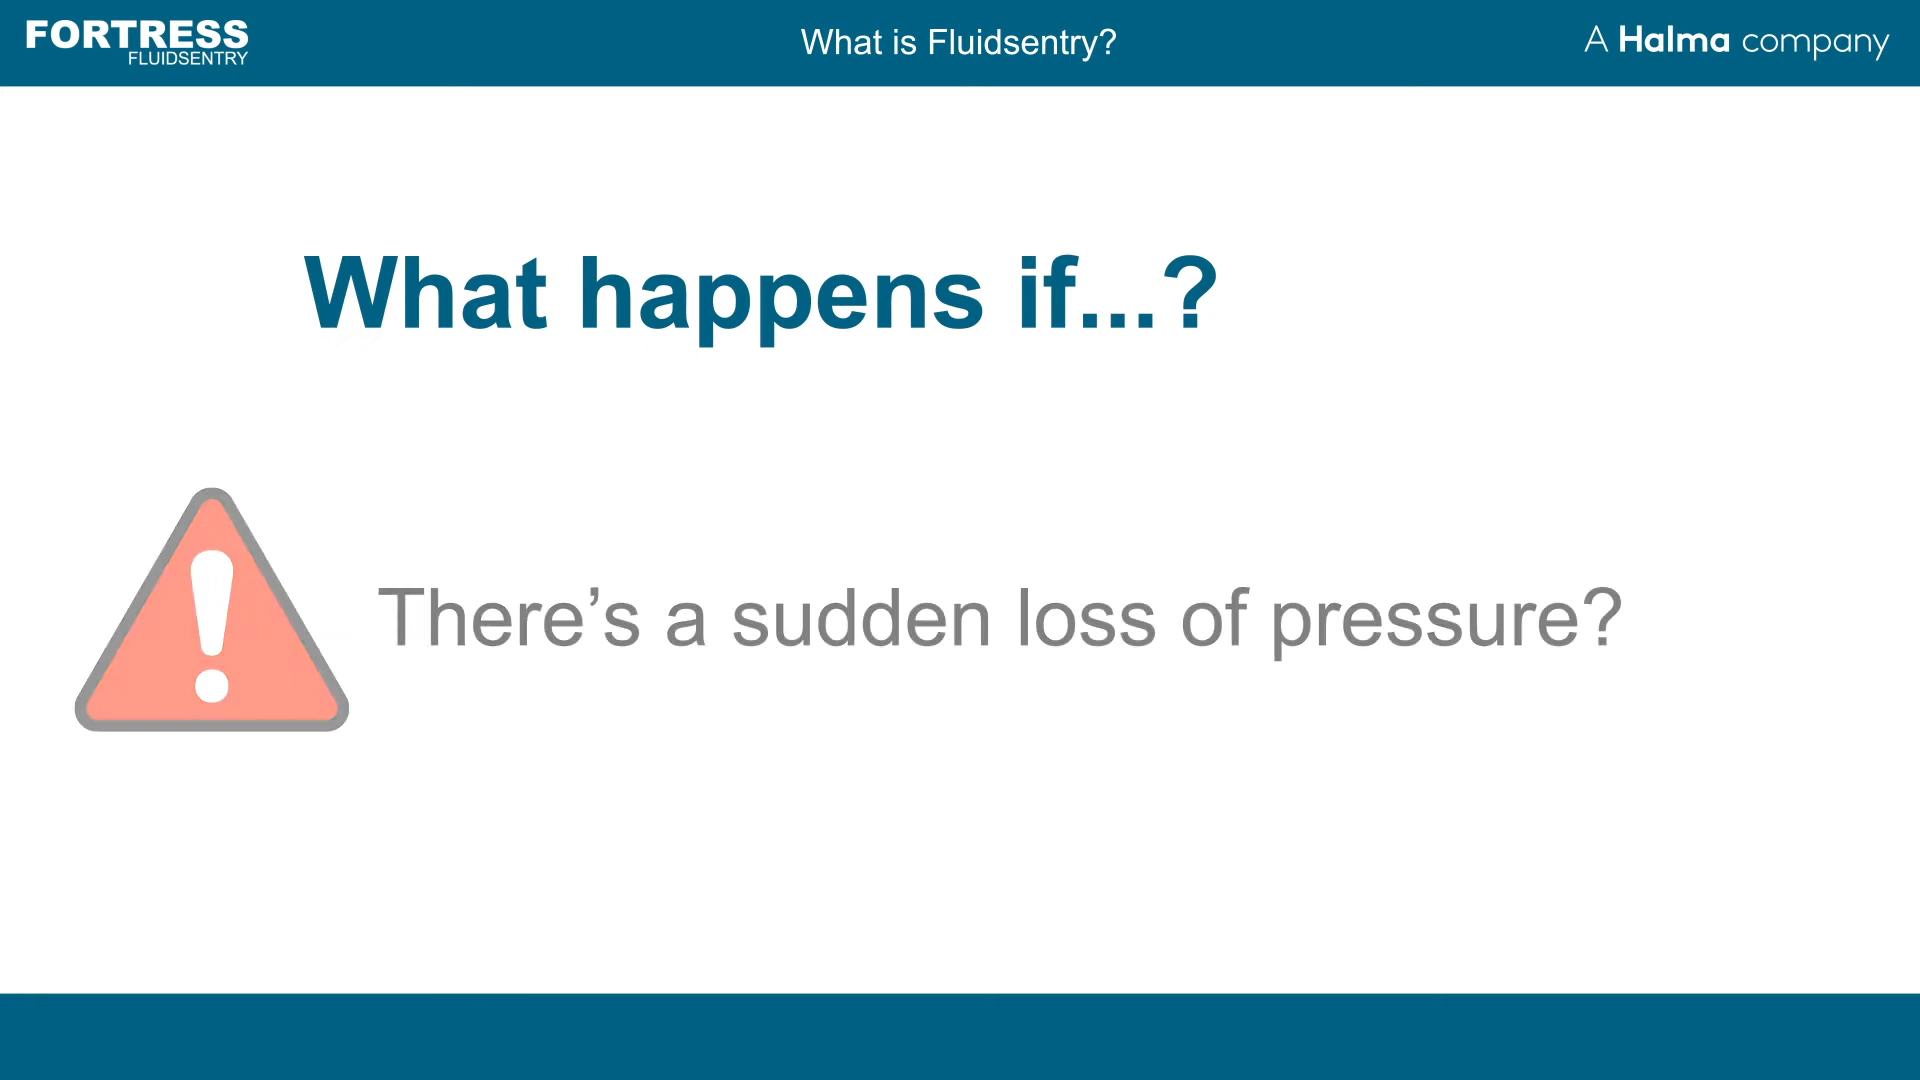 FORTRESS
FLUIDSENTRY
What is Fluidsentry?
A Halma company
What happens if...?
There’s a sudden loss of pressure?